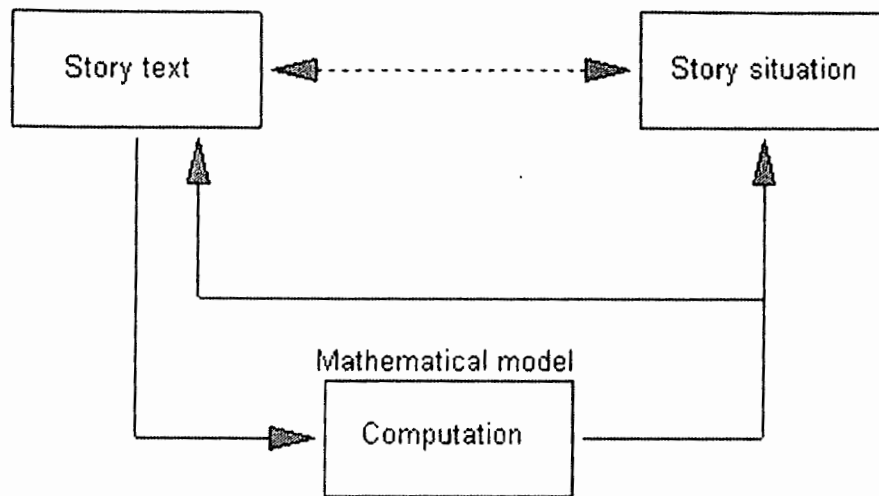 Story text
Story situation
Mathematical model
Computation